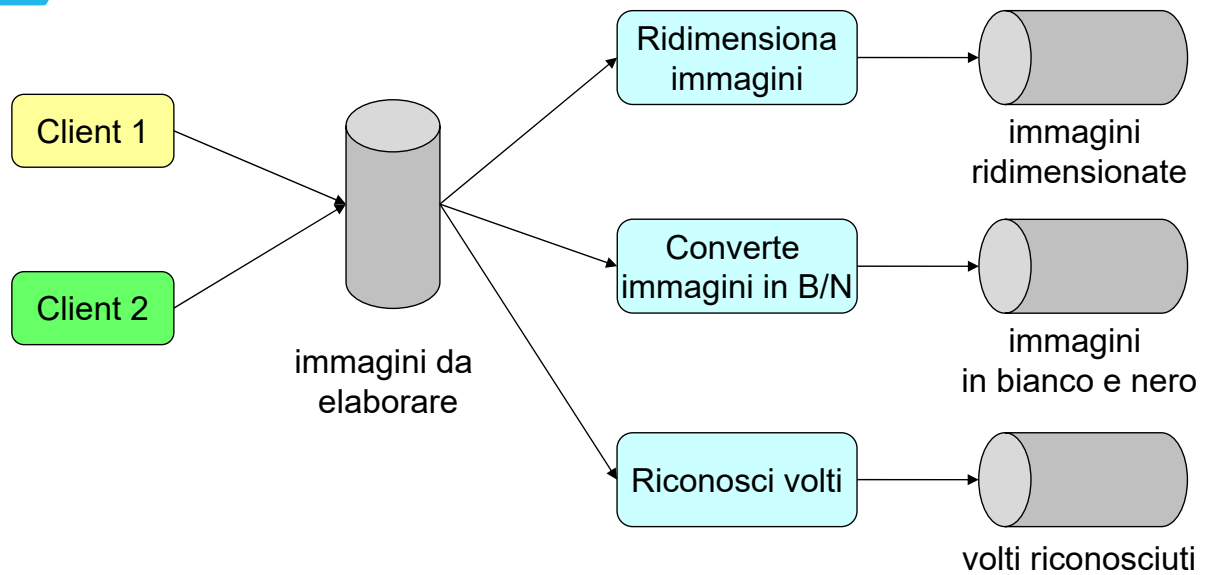 Client 1
Client 2
immagini da
elaborare
Ridimensiona
immagini
Converte
immagini in B/N
Riconosci volti
immagini
ridimensionate
immagini
in bianco e nero
volti riconosciuti